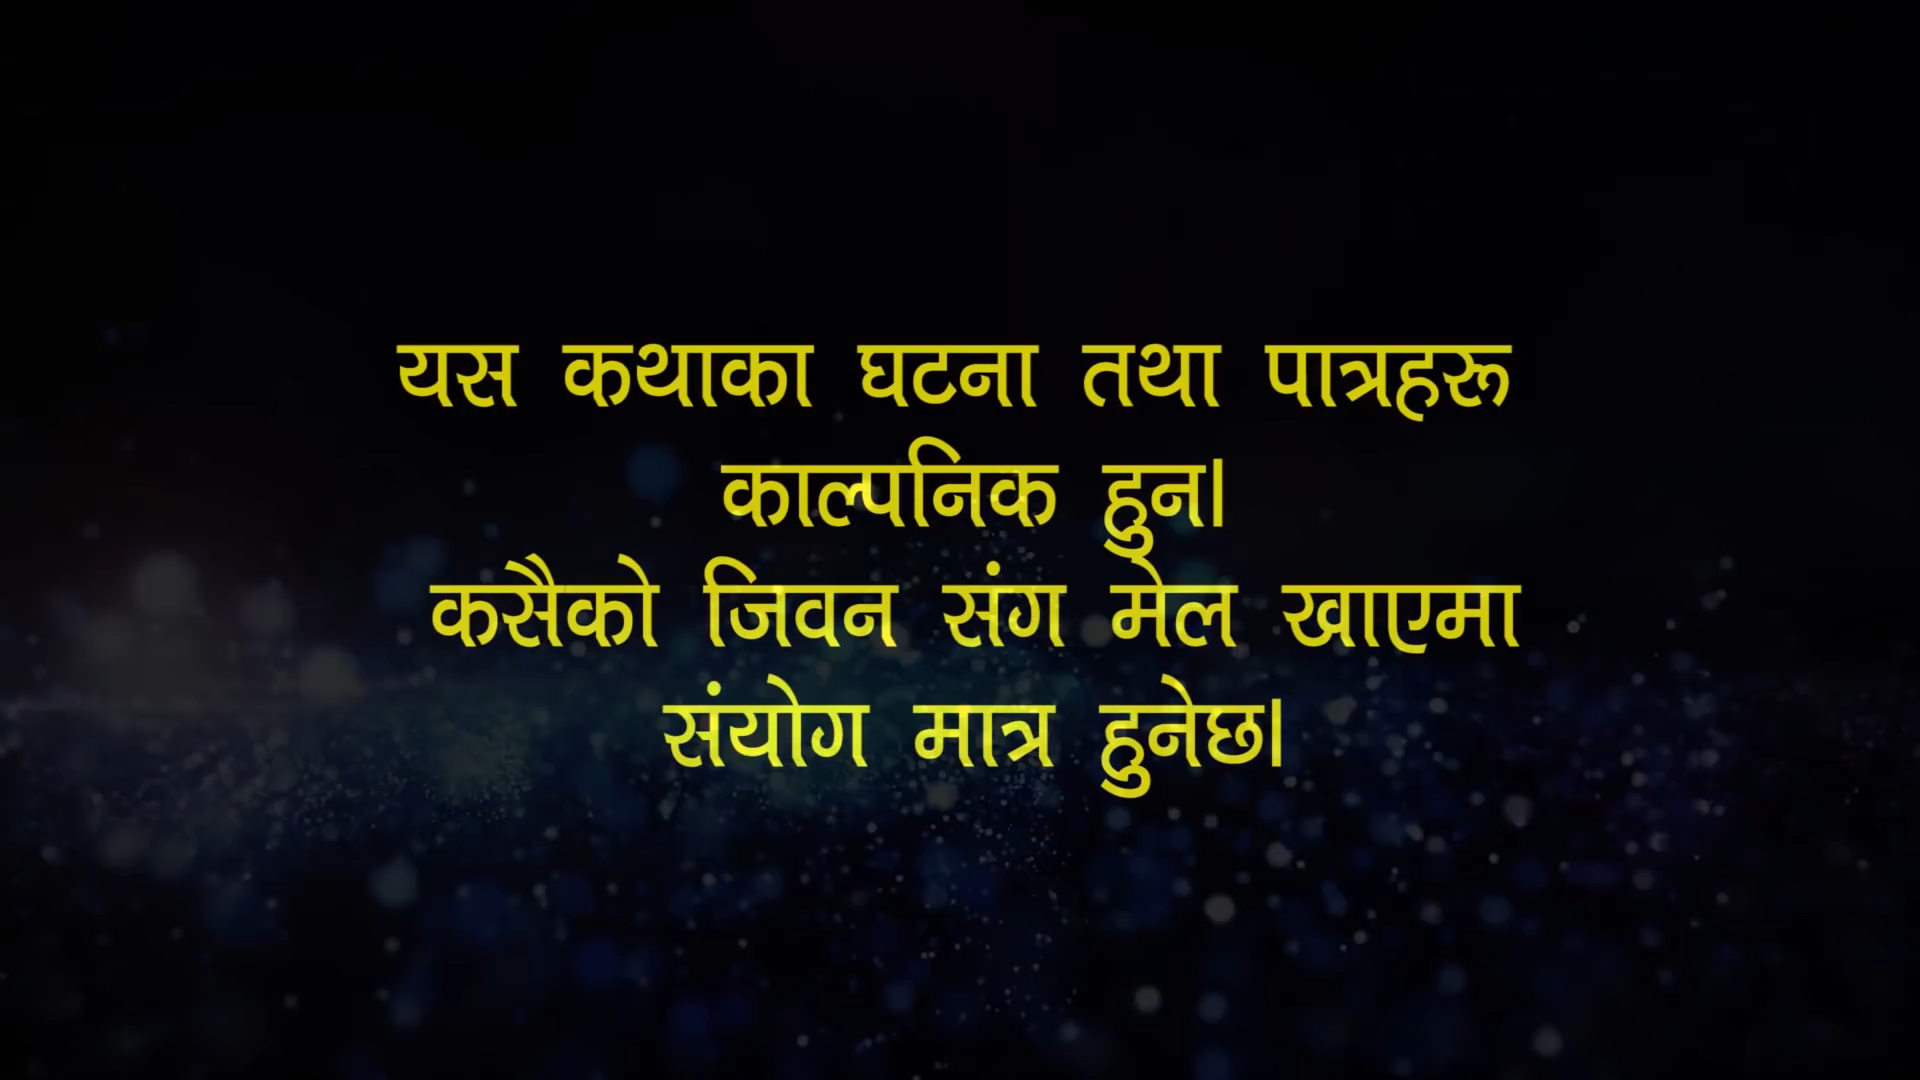 यस कथाका घटना तथा पात्रहरू
काल्पनिक हुन।
कसैको जिवन संग मेल खाएमा
संयोग मात्र हुनेछ।